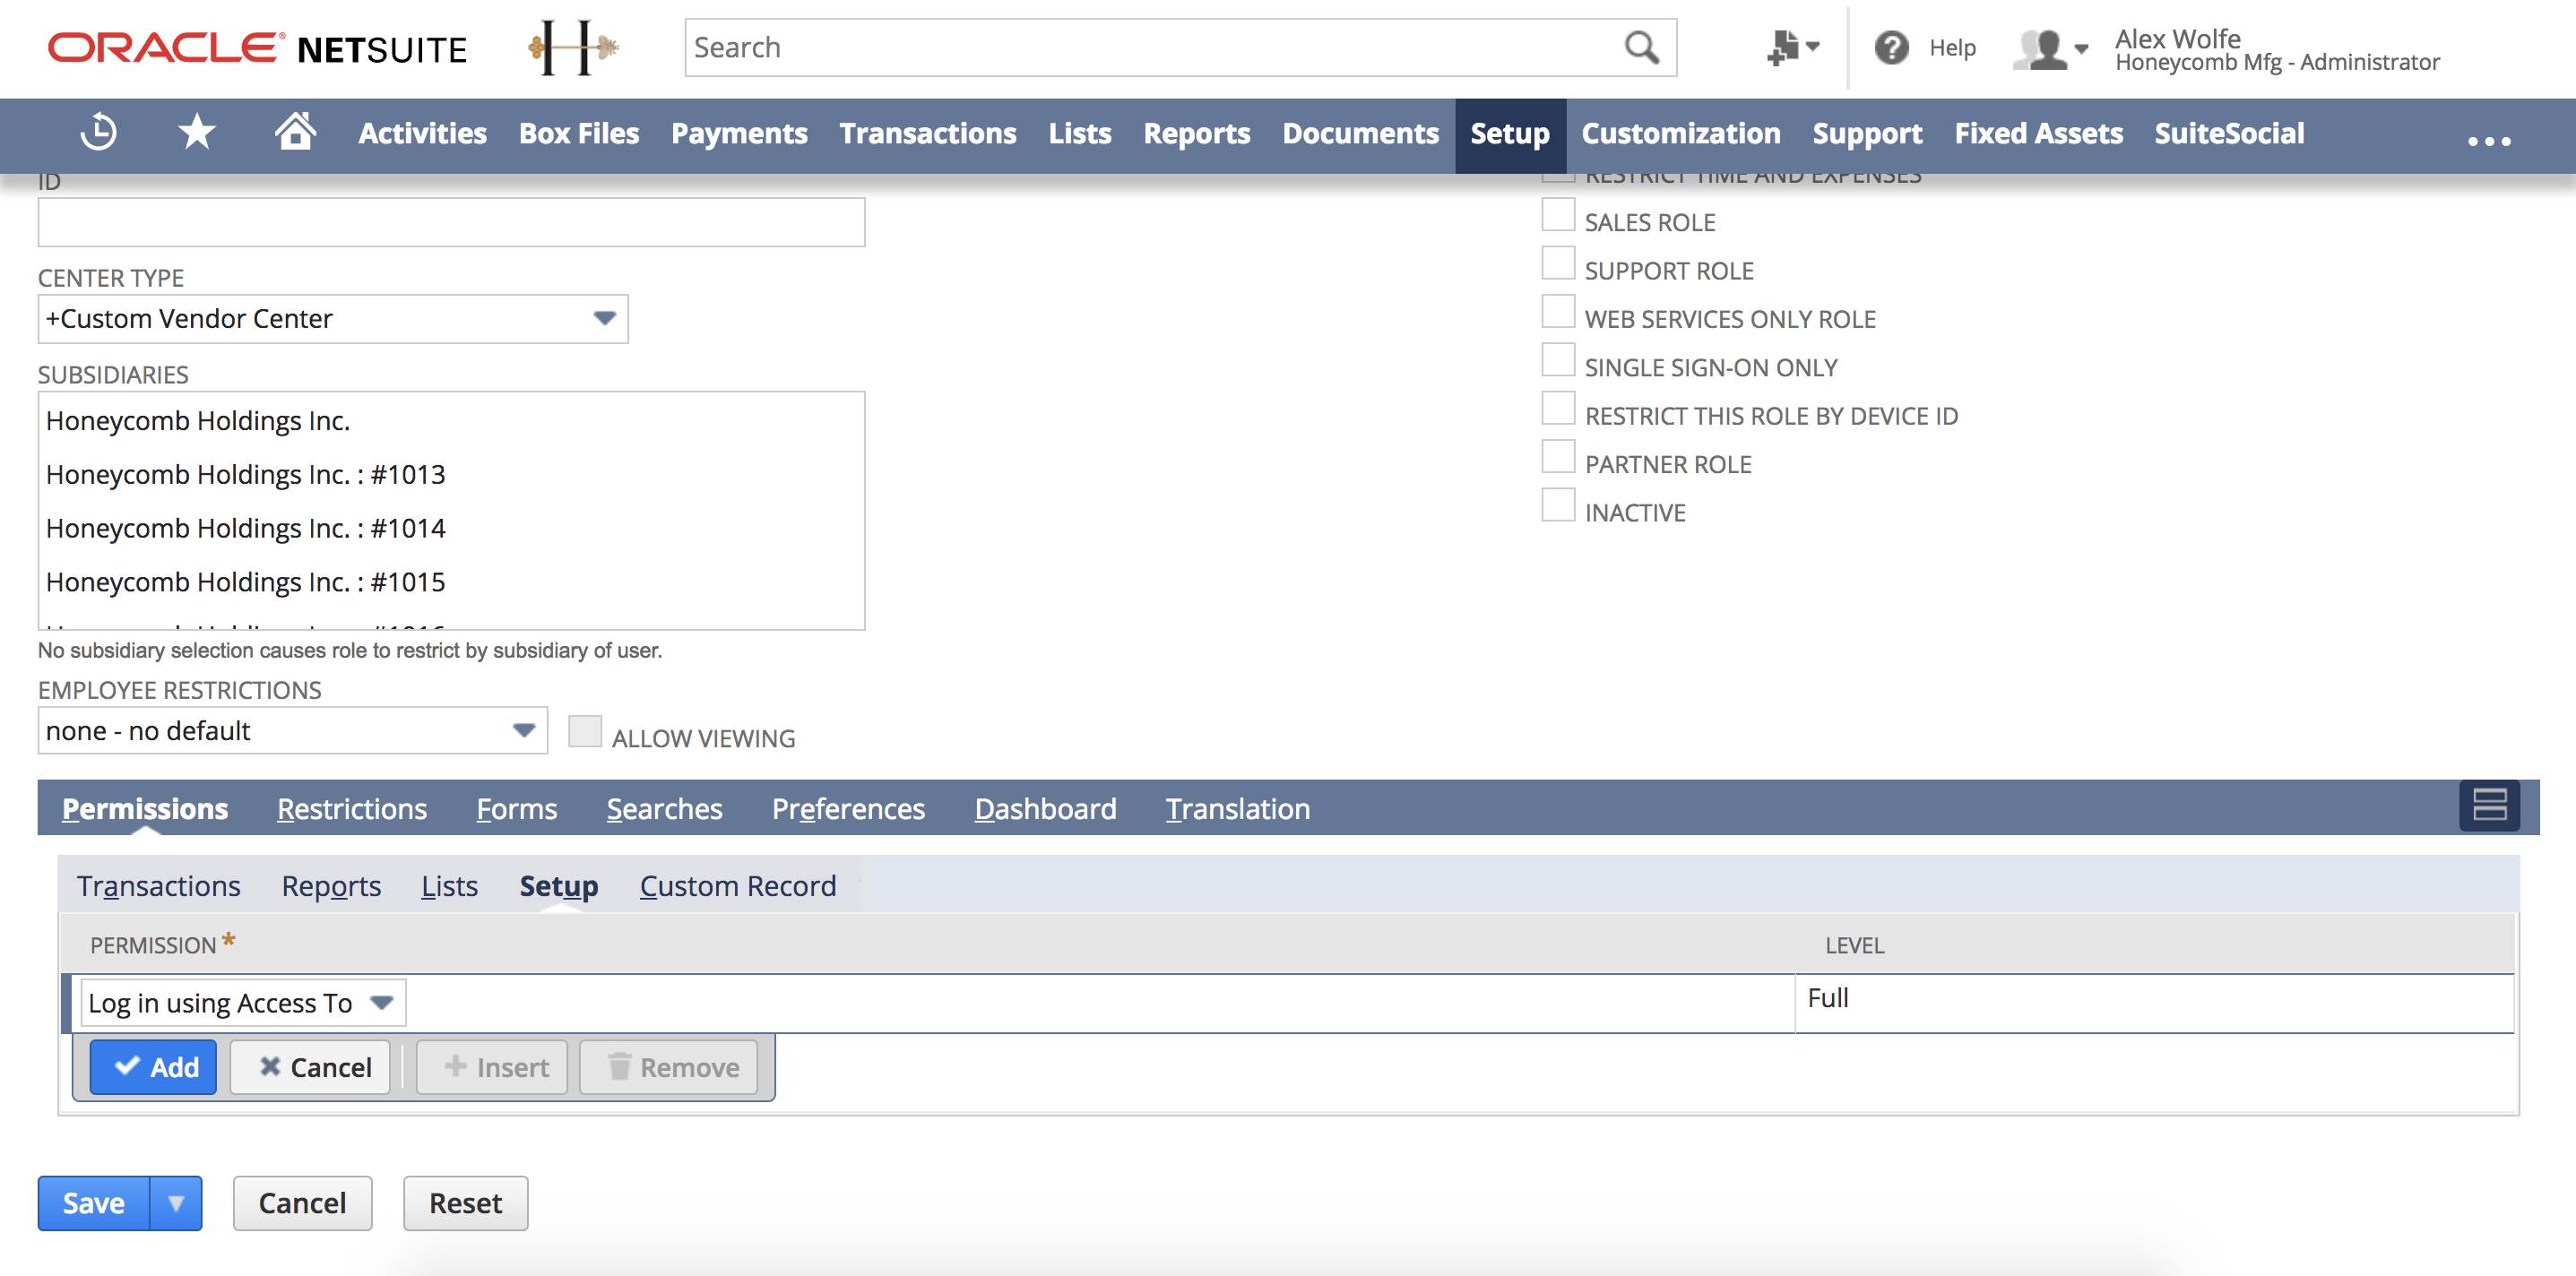 ORACLE® NETSUITE
H
Search
Help
Alex Wolfe
Honeycomb Mfg - Administrator
Activities Box Files Payments Transactions Lists Reports Documents Setup Customization Support Fixed Assets SuiteSocial ...
ID
CENTER TYPE
+Custom Vendor Center
SUBSIDIARIES
Honeycomb Holdings Inc.
Honeycomb Holdings Inc. : #1013
Honeycomb Holdings Inc. : #1014
Honeycomb Holdings Inc. : #1015
No subsidiary selection causes role to restrict by subsidiary of user.
EMPLOYEE RESTRICTIONS
none - no default
ALLOW VIEWING
RESTRICT TIME AND EXPENSES
SALES ROLE
SUPPORT ROLE
WEB SERVICES ONLY ROLE
SINGLE SIGN-ON ONLY
RESTRICT THIS ROLE BY DEVICE ID
PARTNER ROLE
INACTIVE
Permissions Restrictions Forms Searches Preferences Dashboard Translation
Transactions Reports Lists Setup Custom Record
PERMISSION * LEVEL
Log in using Access To Full
Add Cancel Insert Remove
Save Cancel Reset